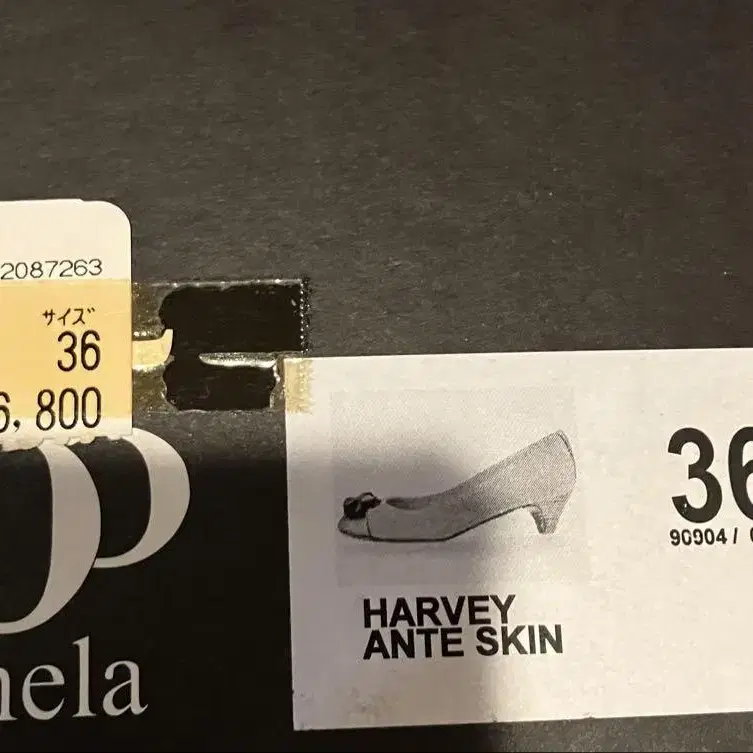 2087263
サイズ
36
6,800
nela
HARVEY
ANTE SKIN
36
90904 /